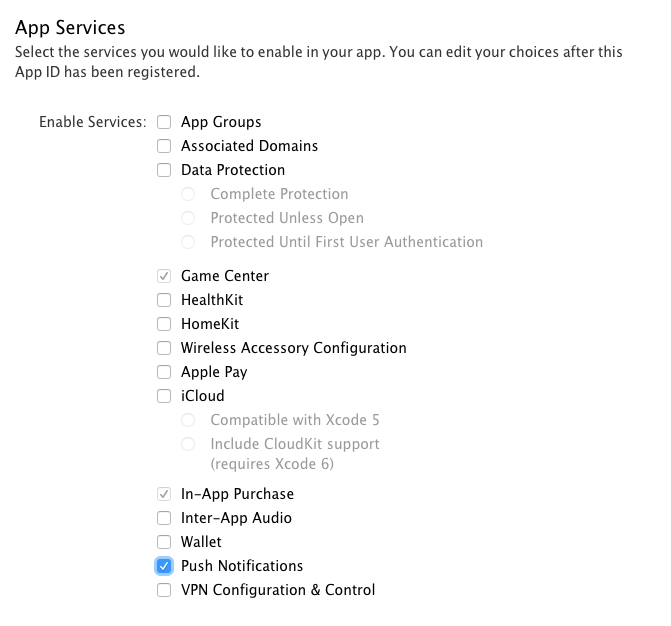 App Services
Select the services you would like to enable in your app. You can edit your choices after this
App ID has been registered.
Enable Services:
App Groups
Associated Domains
Data Protection
Complete Protection
Protected Unless Open
Protected Until First User Authentication
Game Center
HealthKit
HomeKit
Wireless Accessory Configuration
Apple Pay
iCloud
Compatible with Xcode 5
Include CloudKit support
(requires Xcode 6)
In-App Purchase
Inter-App Audio
Wallet
Push Notifications
VPN Configuration & Control